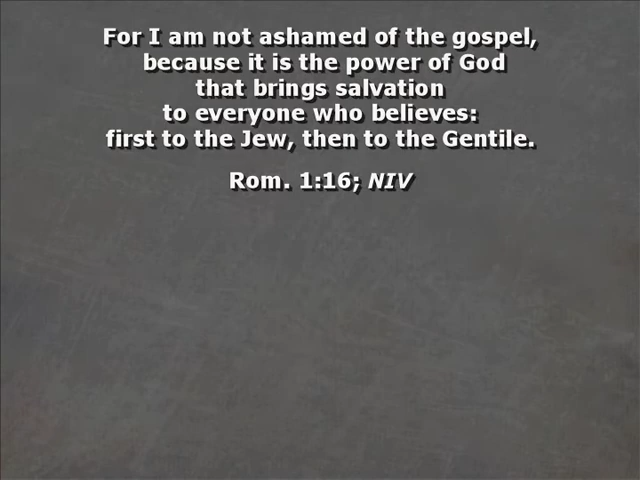 For I am not ashamed of the gospel,
because it is the power of God
that brings salvation
to everyone who believes:
first to the Jew, then to the Gentile.
Rom. 1:16; NIV